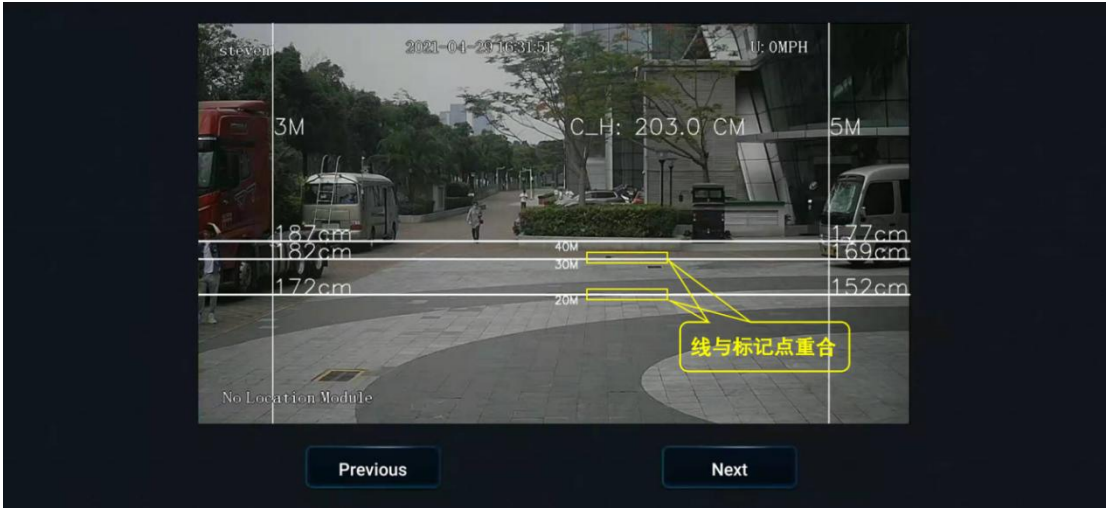 steven 2021-04-29 16:31:51 U: 0MPH
3M C_H: 203.0 CM 5M
187cm 177cm
40M
182cm 169cm
30M
172cm 152cm
20M
线与标记点重合
No Location Module
Previous Next